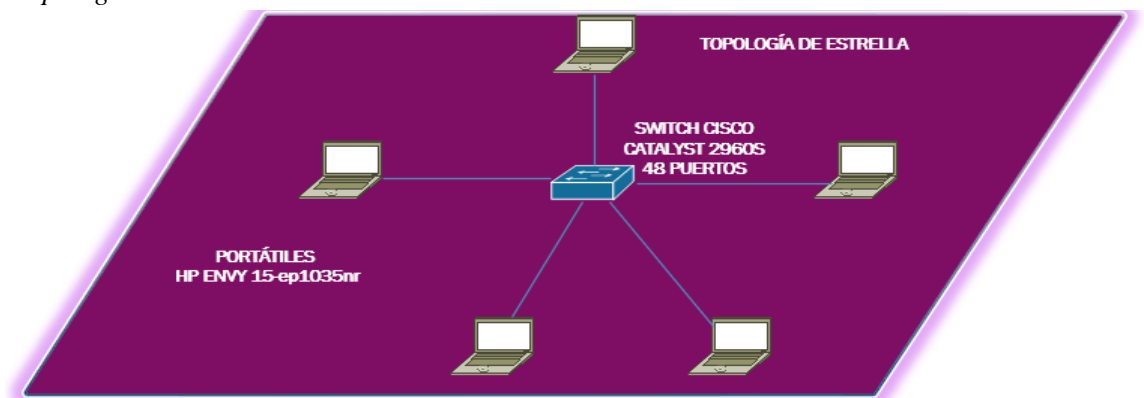 TOPOLOGÍA DE ESTRELLA
SWITCH CISCO
CATALYST 2960S
48 PUERTOS
PORTÁTILES
HP ENVY 15-ep1035nr